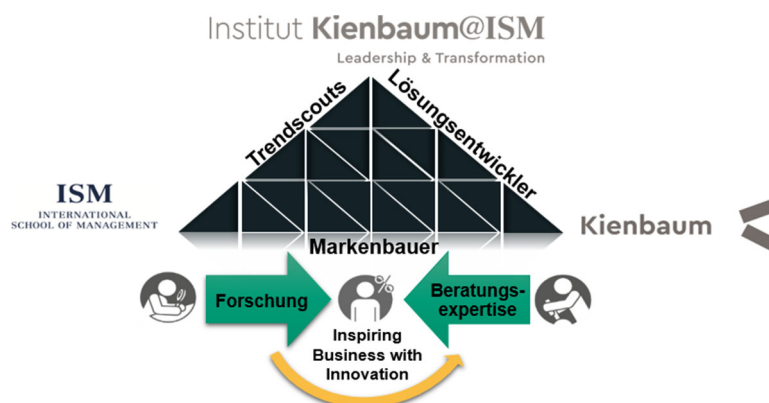 Institut Kienbaum@ISM
Leadership & Transformation
Trendscouts
Lösungsentwickler
ISM
INTERNATIONAL
SCHOOL OF MANAGEMENT
Kienbaum
Markenbauer
Forschung
%
Beratungs-
expertise
Inspiring
Business with
Innovation